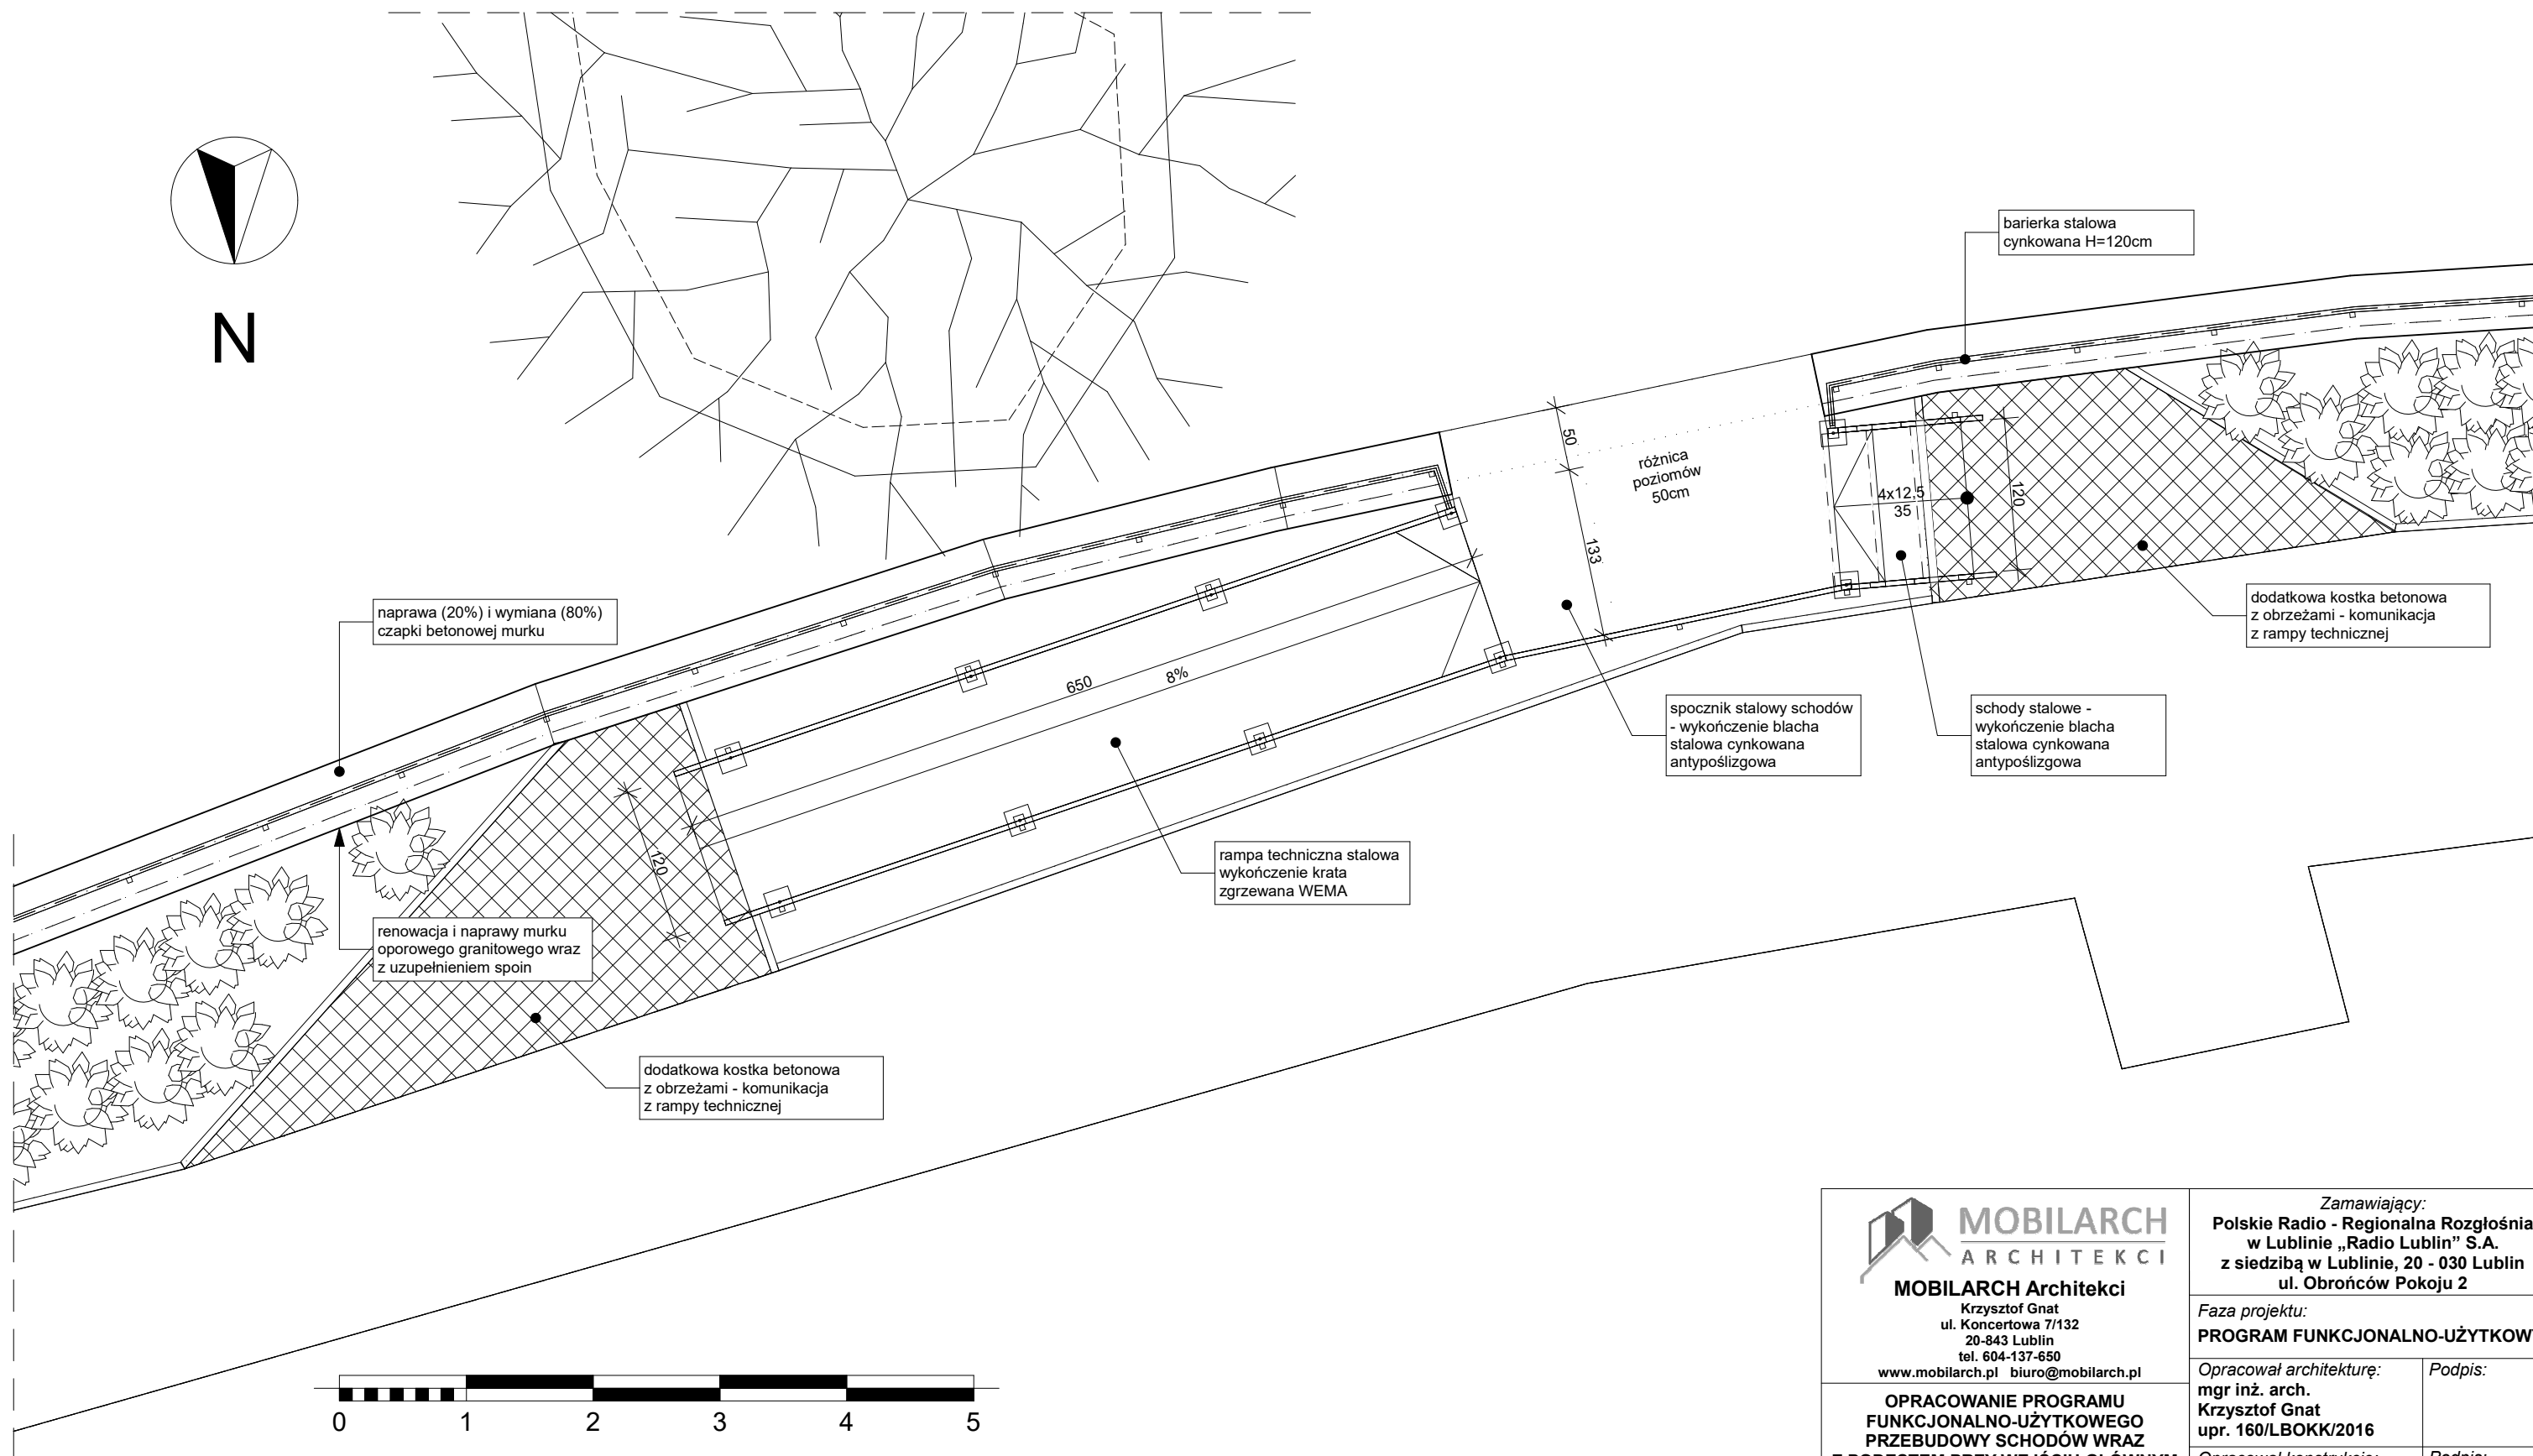 N
barierka stalowa
cynkowana H=120cm
50
różnica
poziomów
50cm
133
4x12,5
35
120
naprawa (20%) i wymiana (80%)
czapki betonowej murku
650
8%
dodatkowa kostka betonowa
z obrzeżami - komunikacja
z rampy technicznej
spocznik stalowy schodów
- wykończenie blacha
stalowa cynkowana
antypoślizgowa
schody stalowe -
wykończenie blacha
stalowa cynkowana
antypoślizgowa
120
rampa techniczna stalowa
wykończenie krata
zgrzewana WEMA
renowacja i naprawy murku
oporowego granitowego wraz
z uzupełnieniem spoin
dodatkowa kostka betonowa
z obrzeżami - komunikacja
z rampy technicznej
0 1 2 3 4 5
MOBILARCH
ARCHITEKCI
MOBILARCH Architekci
Krzysztof Gnat
ul. Koncertowa 7/132
20-843 Lublin
tel. 604-137-650
www.mobilarch.pl biuro@mobilarch.pl
OPRACOWANIE PROGRAMU
FUNKCJONALNO-UŻYTKOWEGO
PRZEBUDOWY SCHODÓW WRAZ
Zamawiający:
Polskie Radio - Regionalna Rozgłośnia
w Lublinie „Radio Lublin” S.A.
z siedzibą w Lublinie, 20 - 030 Lublin
ul. Obrońców Pokoju 2
Faza projektu:
PROGRAM FUNKCJONALNO-UŻYTKOWY
Opracował architekturę:
mgr inż. arch.
Krzysztof Gnat
upr. 160/LBOKK/2016
Podpis: